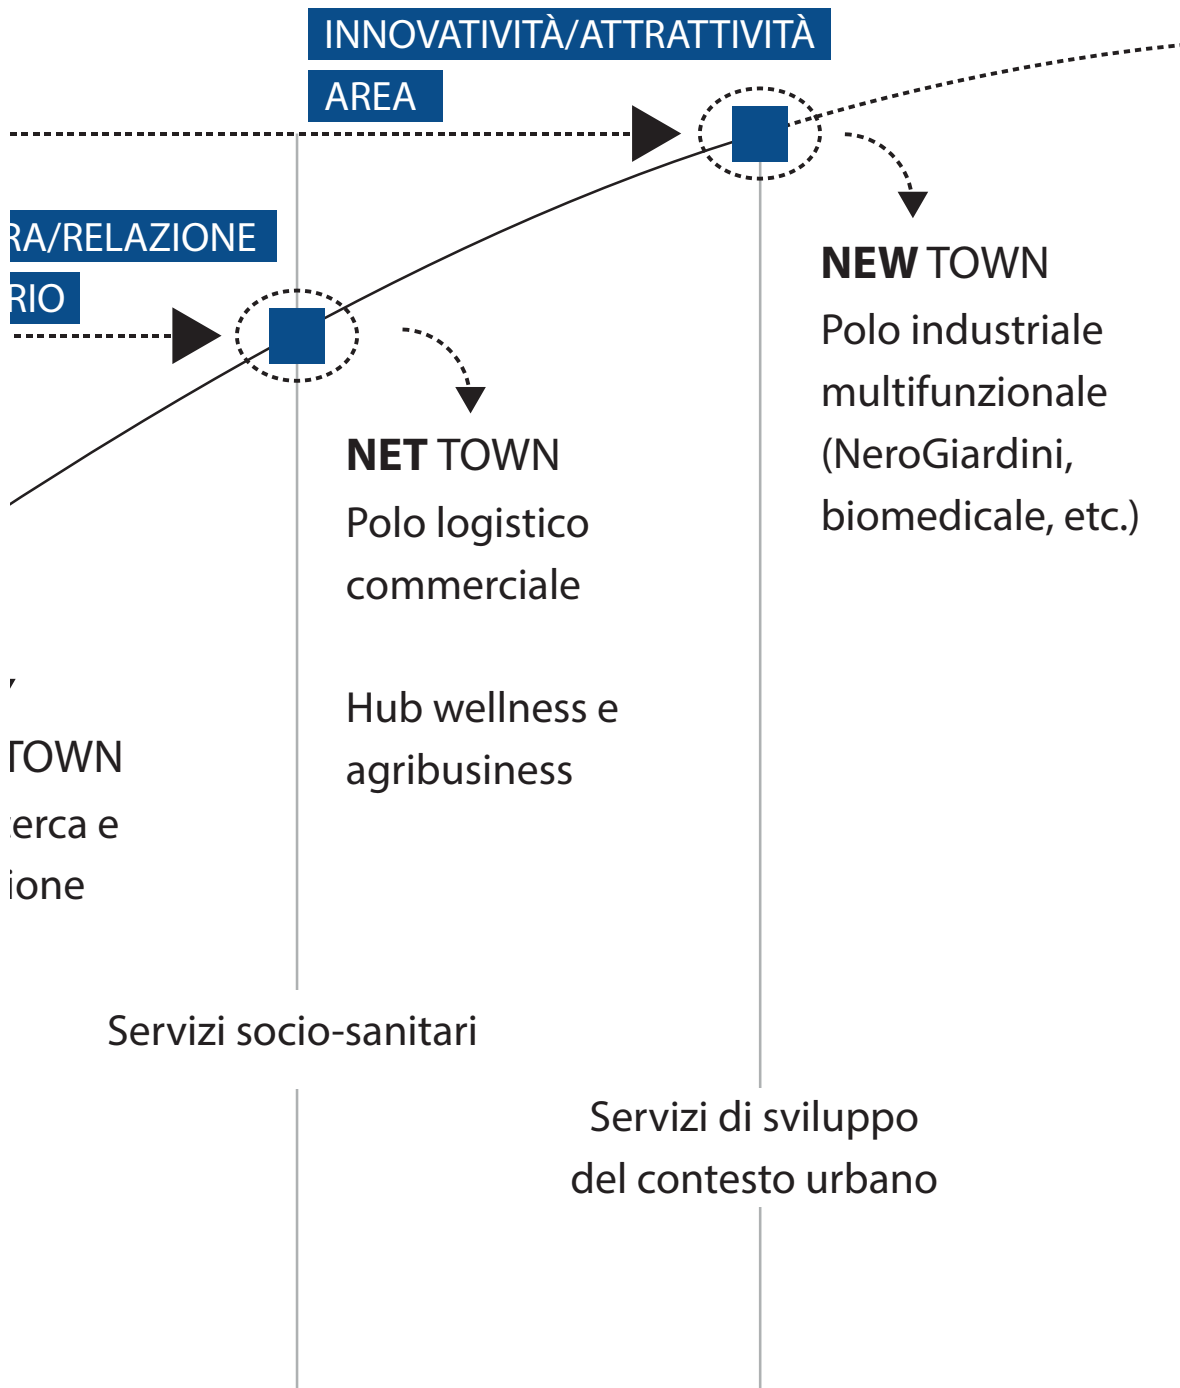 INNOVATIVITÀ/ATTRATTIVITÀ
AREA
RA/RELAZIONE
RIO
NEW TOWN
Polo industriale
multifunzionale
(NeroGiardini,
biomedicale, etc.)
NET TOWN
Polo logistico
commerciale
Hub wellness e
agribusiness
TOWN
cerca e
ione
Servizi socio-sanitari
Servizi di sviluppo
del contesto urbano